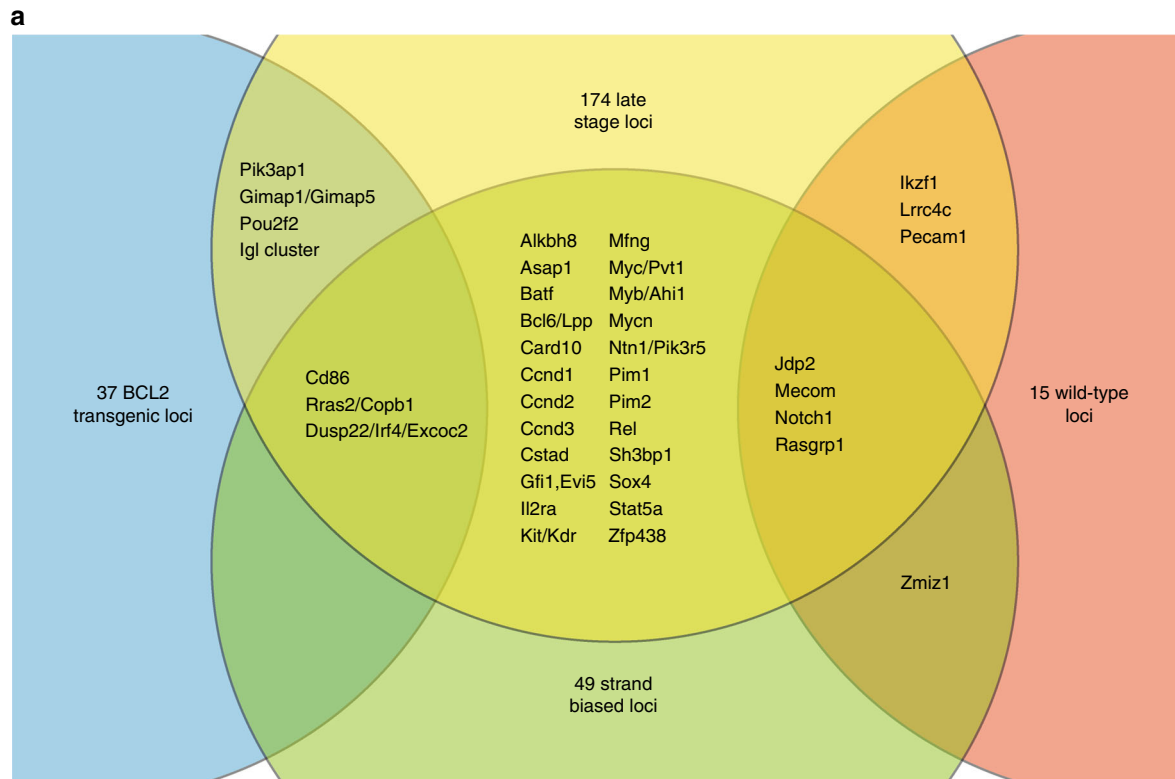 a
174 late
stage loci
Pik3ap1
Gimap1/Gimap5
Pou2f2
Igl cluster
Ikzf1
Lrrc4c
Pecam1
37 BCL2
transgenic loci
Cd86
Rras2/Copb1
Dusp22/Irf4/Excoc2
Alkbh8
Asap1
Batf
Bcl6/Lpp
Card10
Ccnd1
Ccnd2
Ccnd3
Cstad
Gfi1,Evi5
Il2ra
Kit/Kdr
Mfng
Myc/Pvt1
Myb/Ahi1
Mycn
Ntn1/Pik3r5
Pim1
Pim2
Rel
Sh3bp1
Sox4
Stat5a
Zfp438
Jdp2
Mecom
Notch1
Rasgrp1
15 wild-type
loci
Zmiz1
49 strand
biased loci